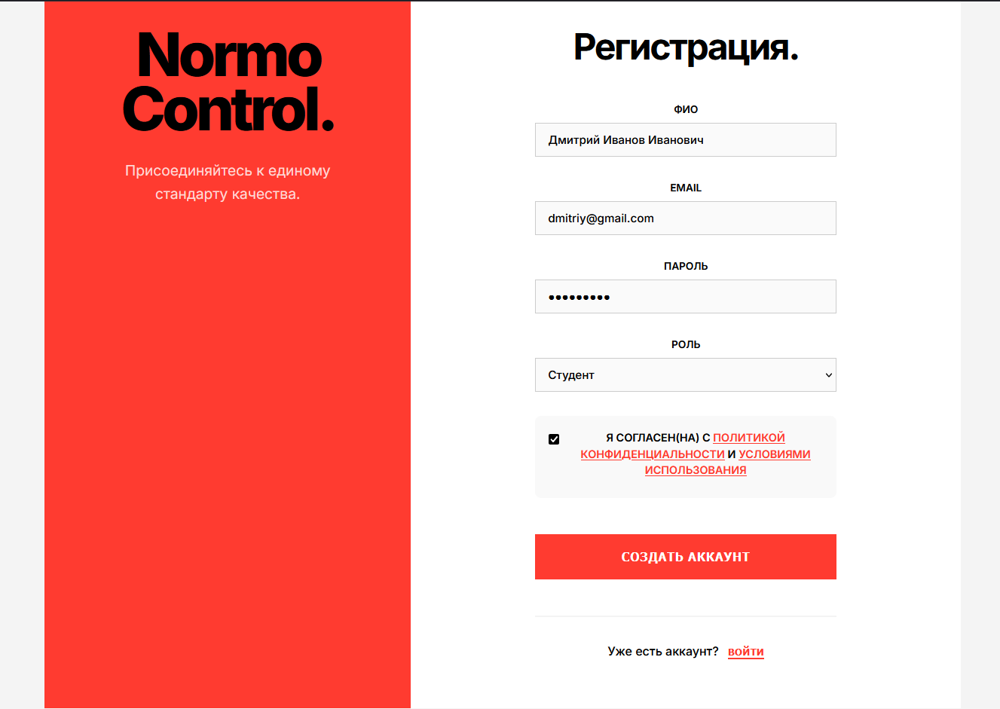 Normo
Control.
Присоединяйтесь к единому
стандарту качества.
Регистрация.
ФИО
Дмитрий Иванов Иванович
EMAIL
dmitriy@gmail.com
ПАРОЛЬ
•••••••••
РОЛЬ
Студент
Я СОГЛАСЕН(НА) С ПОЛИТИКОЙ
КОНФИДЕНЦИАЛЬНОСТИ И УСЛОВИЯМИ
ИСПОЛЬЗОВАНИЯ
СОЗДАТЬ АККАУНТ
Уже есть аккаунт? ВОЙТИ